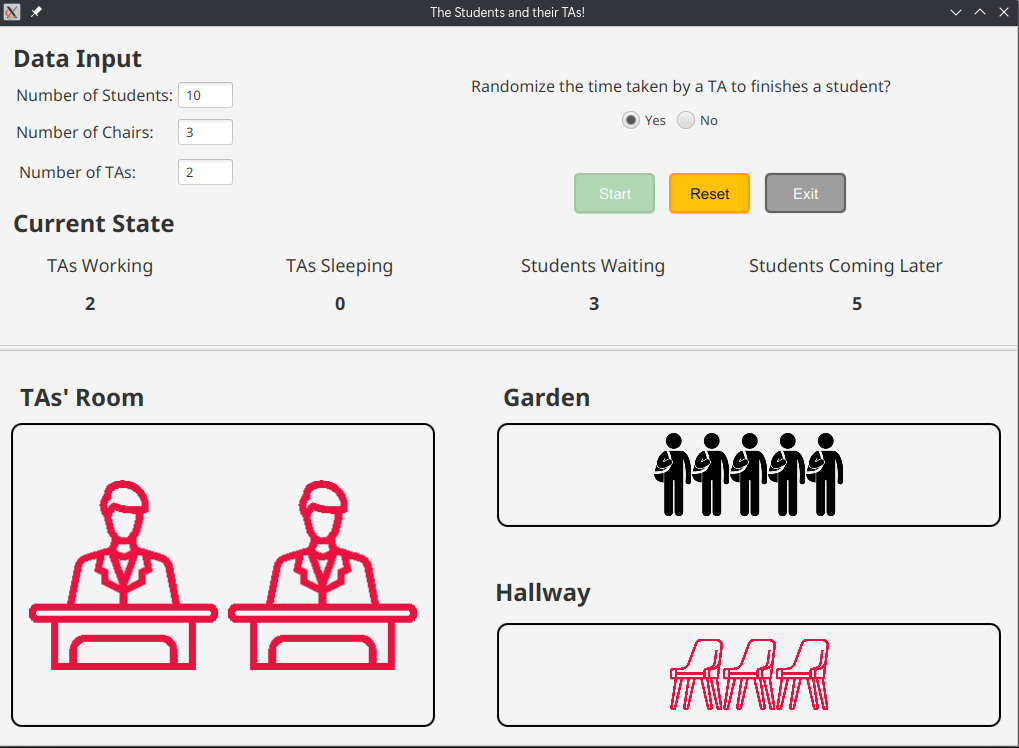 The Students and their TAs!
Data Input
Number of Students: 10
Randomize the time taken by a TA to finishes a student?
Number of Chairs: 3
Yes No
Number of TAs: 2
Start Reset Exit
Current State
TAs Working TAs Sleeping Students Waiting Students Coming Later
2 0 3 5
TAs' Room
Garden
Hallway